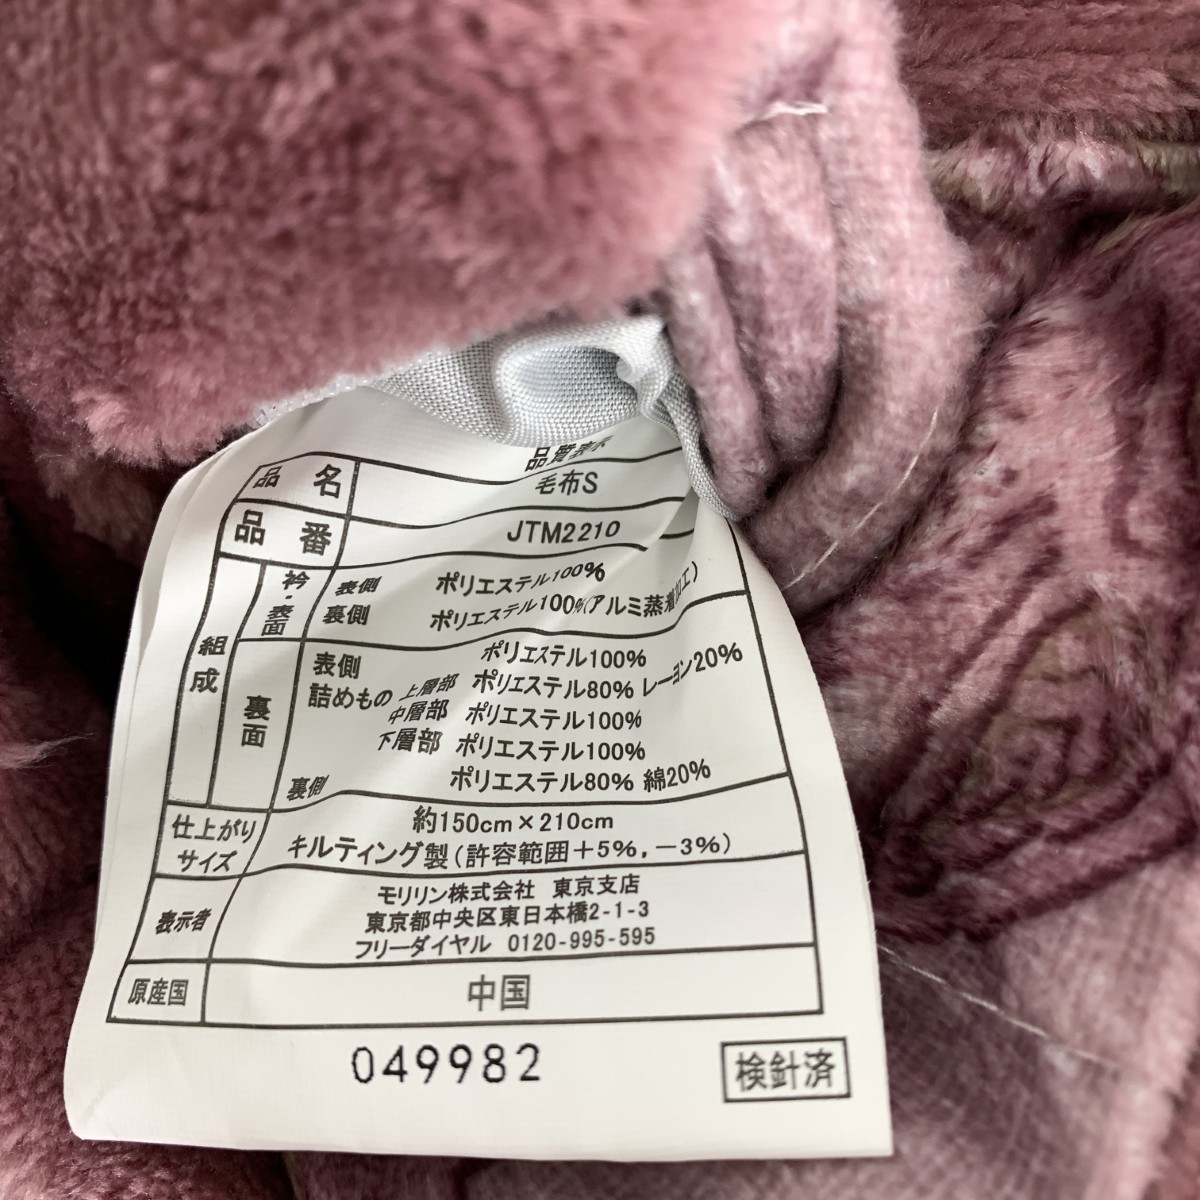 品質表示
品名 毛布S
品番 JTM2210
組成
衿・表面 表側 ポリエステル100%
裏側 ポリエステル100%(アルミ蒸着加工)
裏面 表側 ポリエステル100%
詰めもの 上層部 ポリエステル80% レーヨン20%
中層部 ポリエステル100%
下層部 ポリエステル100%
裏側 ポリエステル80% 綿20%
仕上がりサイズ 約150cm×210cm
キルティング製(許容範囲+5%,-3%)
表示者 モリリン株式会社 東京支店
東京都中央区東日本橋2-1-3
フリーダイヤル 0120-995-595
原産国 中国
049982
検針済